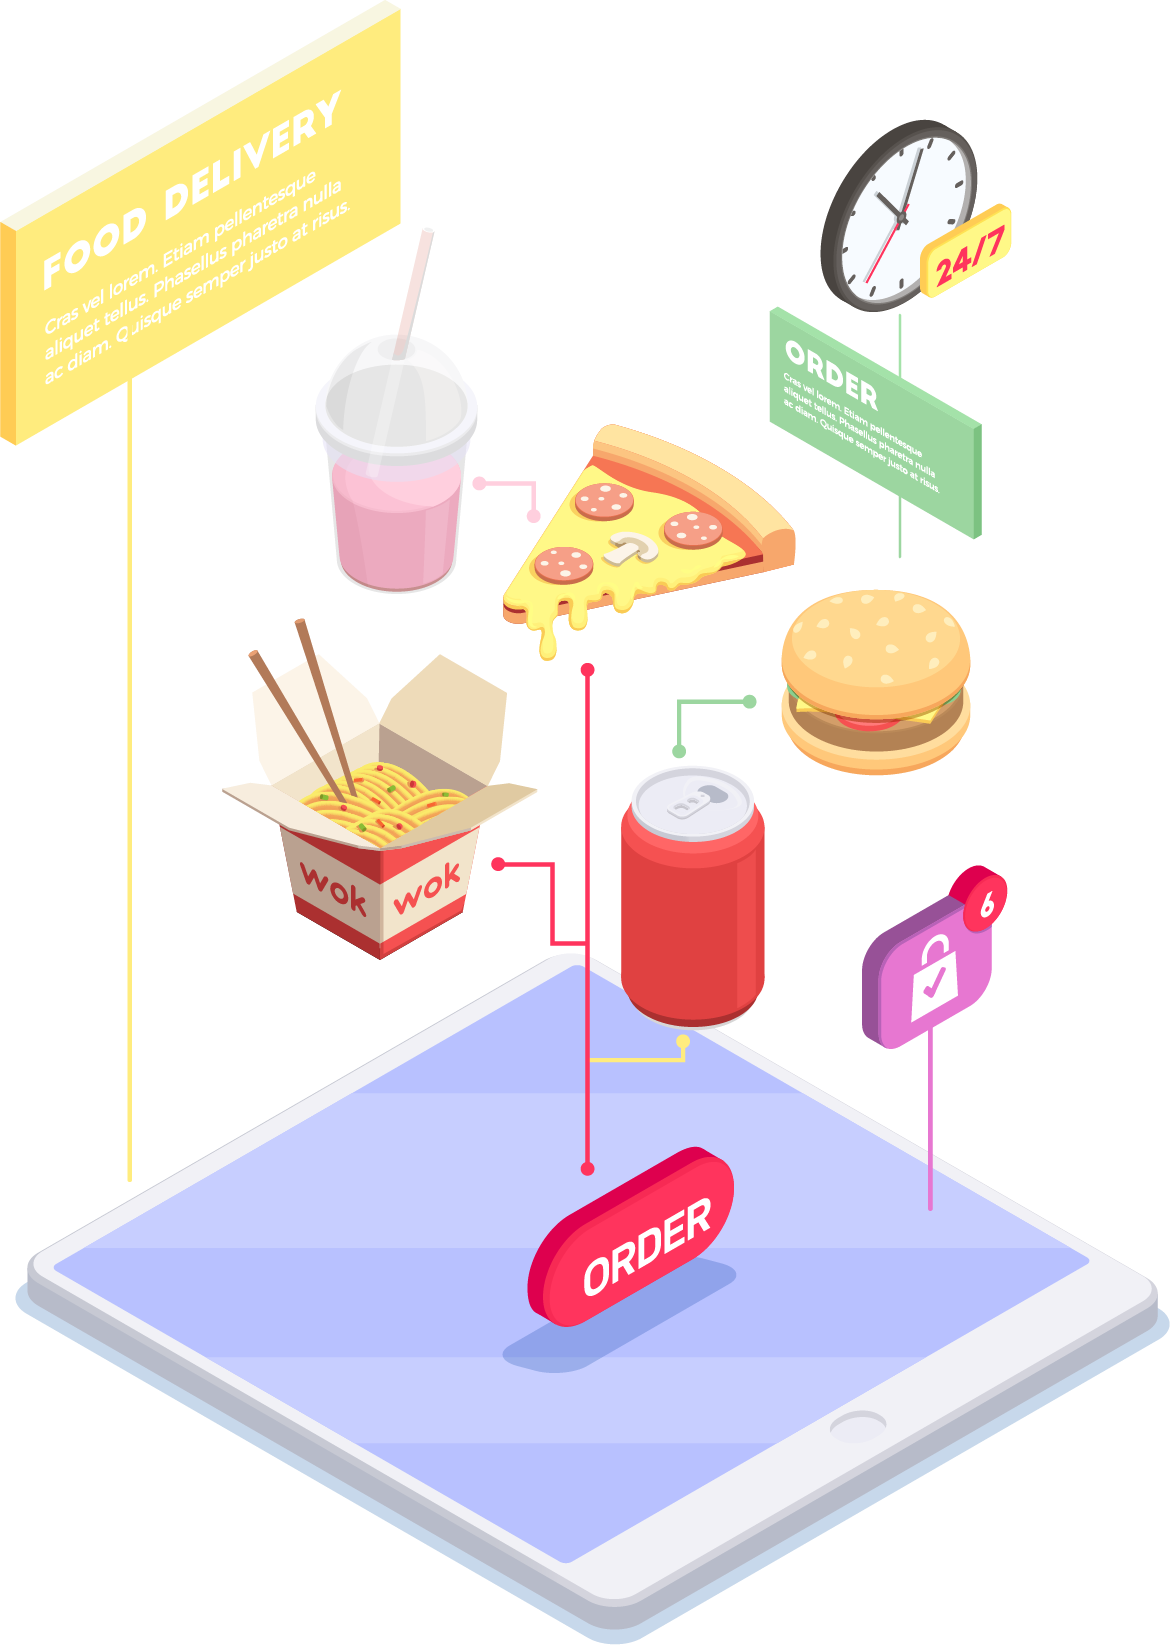 FOOD DELIVERY
Cras vel lorem. Etiam pellentesque
aliquet tellus. Phasellus pharetra nulla
ac diam. Quisque semper justo at risus.
24/7
ORDER
Cras vel lorem. Etiam pellentesque
aliquet tellus. Phasellus pharetra nulla
ac diam. Quisque semper justo at risus.
wok wok
6
ORDER